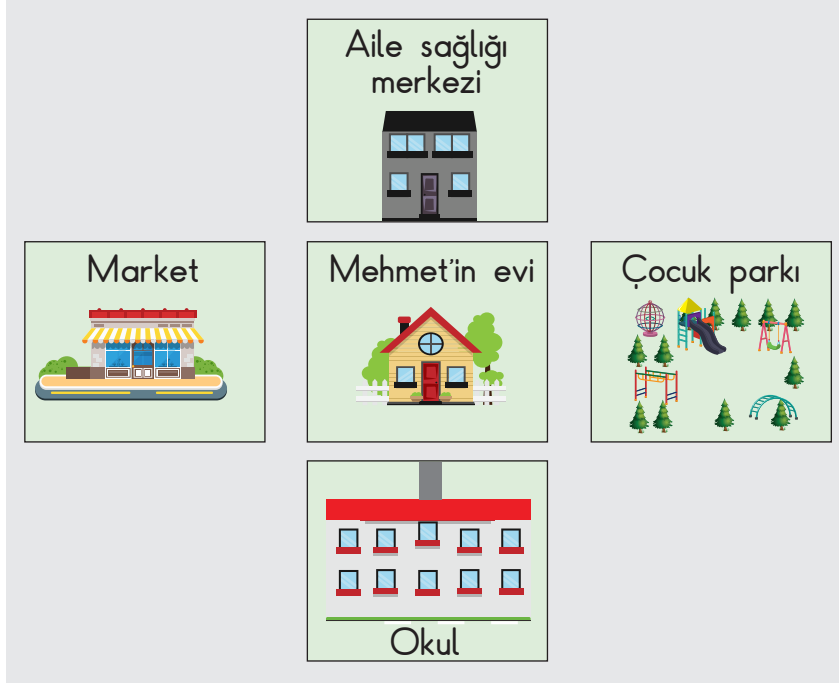 Aile sağlığı
merkezi
Market
Mehmet'in evi
Çocuk parkı
Okul